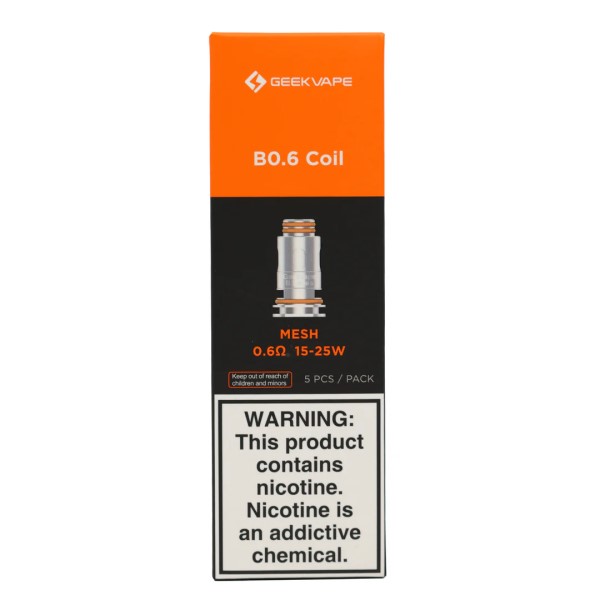 GEEKVAPE
B0.6 Coil
MESH
0.6Ω 15-25W
Keep out of reach of
children and minors
5 PCS / PACK
WARNING:
This product
contains
nicotine.
Nicotine is
an addictive
chemical.